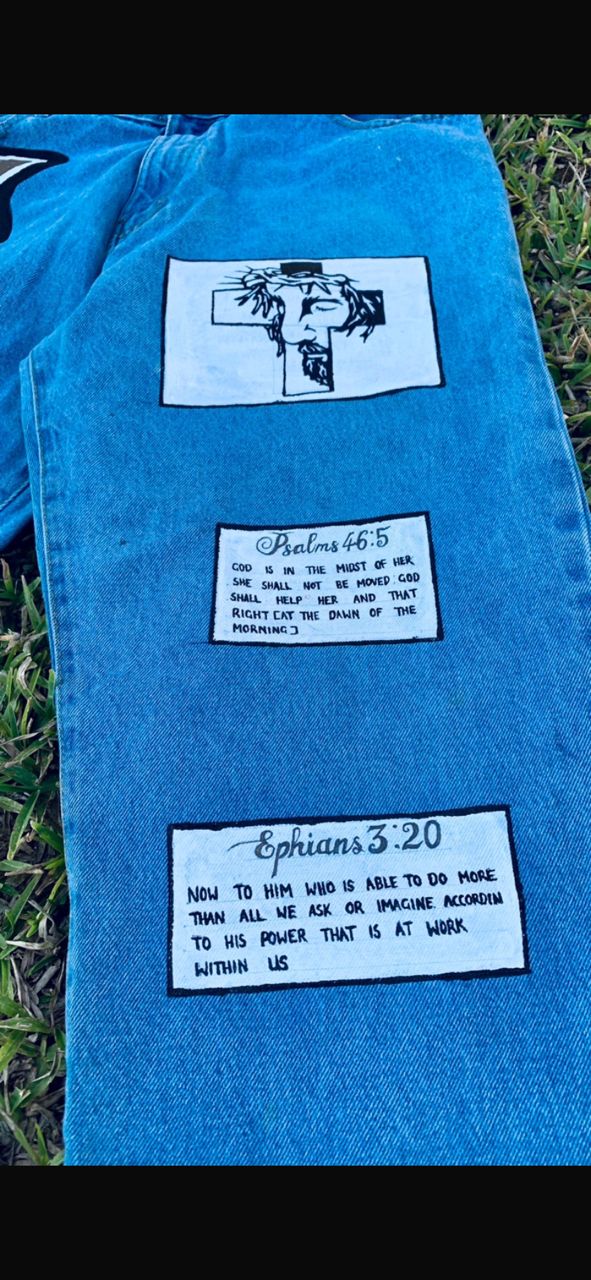 Psalms 46:5
GOD IS IN THE MIDST OF HER
SHE SHALL NOT BE MOVED: GOD
SHALL HELP HER AND THAT
RIGHT [AT THE DAWN OF THE
MORNING]
Ephians 3:20
NOW TO HIM WHO IS ABLE TO DO MORE
THAN ALL WE ASK OR IMAGINE, ACCORDIN
TO HIS POWER THAT IS AT WORK
WITHIN US